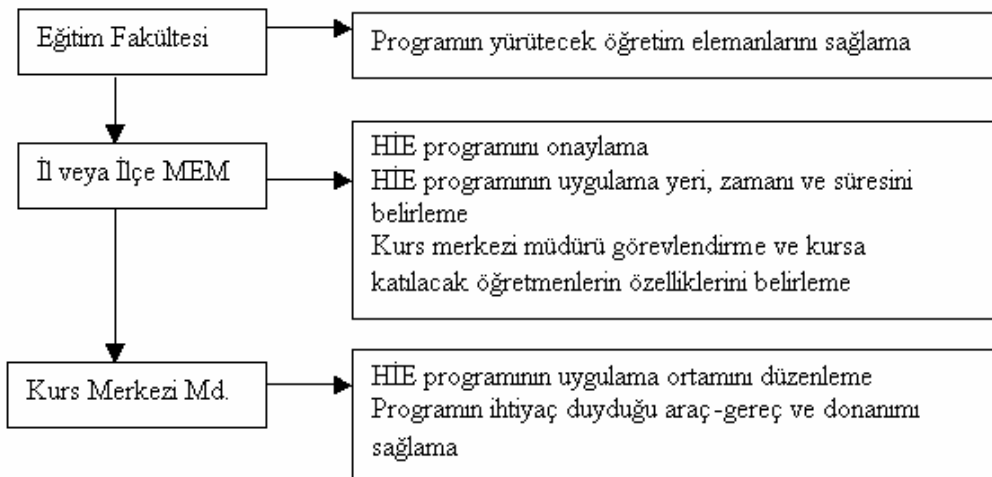 Eğitim Fakültesi
Programın yürütecek öğretim elemanlarını sağlama
İl veya İlçe MEM
HİE programını onaylama
HİE programının uygulama yeri, zamanı ve süresini
belirleme
Kurs merkezi müdürü görevlendirme ve kursa
katılacak öğretmenlerin özelliklerini belirleme
Kurs Merkezi Md.
HİE programının uygulama ortamını düzenleme
Programın ihtiyaç duyduğu araç-gereç ve donanımı
sağlama